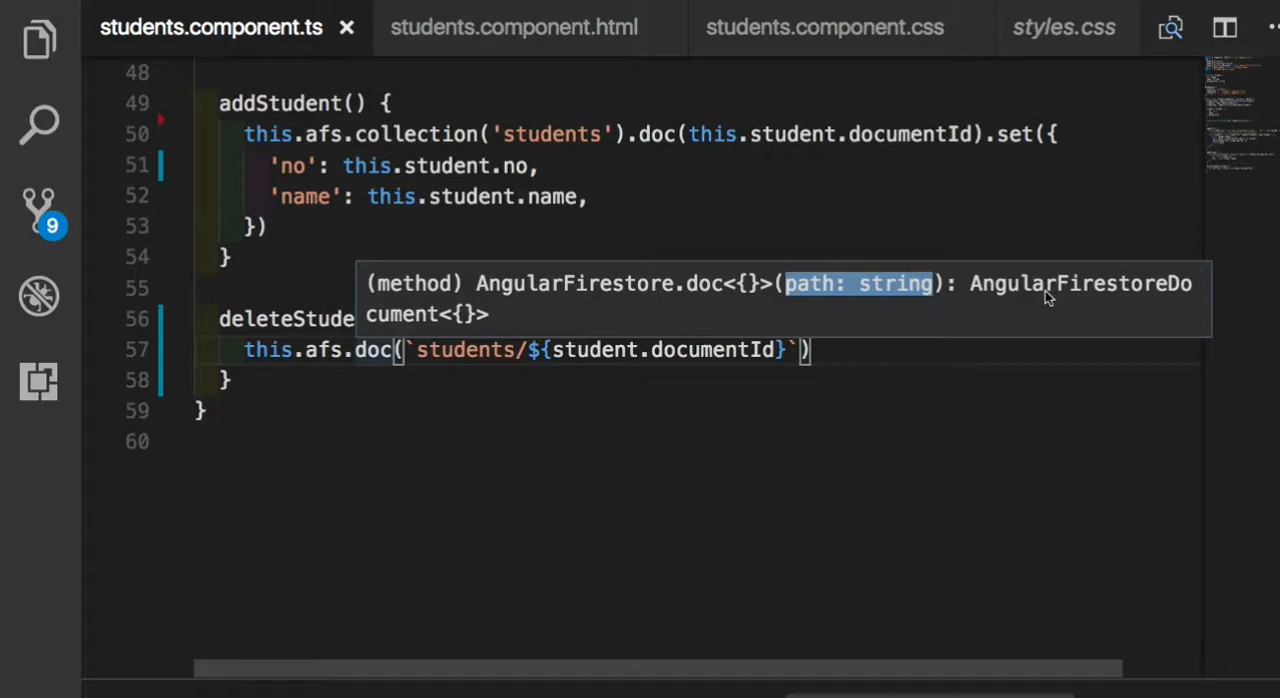 students.component.ts
students.component.html
students.component.css
styles.css
48
49 addStudent() {
50 this.afs.collection('students').doc(this.student.documentId).set({
51 'no': this.student.no,
52 'name': this.student.name,
53 })
54 }
(method) AngularFirestore.doc<{}>(path: string): AngularFirestoreDo
cument<{}>
55
56 deleteStude
57 this.afs.doc(`students/${student.documentId}`)
58 }
59 }
60
9